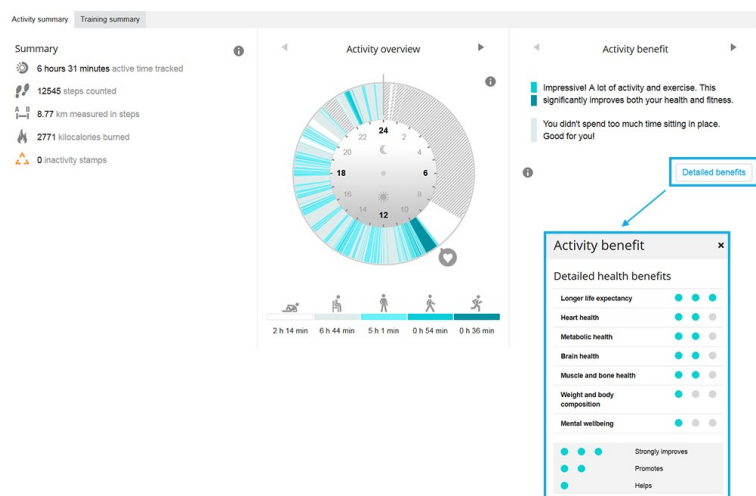 Activity summary
Training summary
Summary
6 hours 31 minutes active time tracked
12545 steps counted
A B
8.77 km measured in steps
2771 kilocalories burned
0 inactivity stamps
Activity overview
24
22
2
20
4
18
6
16
8
14
10
12
2 h 14 min
6 h 44 min
5 h 1 min
0 h 54 min
0 h 36 min
Activity benefit
Impressive! A lot of activity and exercise. This
significantly improves both your health and fitness.
You didn't spend too much time sitting in place.
Good for you!
Detailed benefits
Activity benefit
×
Detailed health benefits
Longer life expectancy
Heart health
Metabolic health
Brain health
Muscle and bone health
Weight and body
composition
Mental wellbeing
Strongly improves
Promotes
Helps